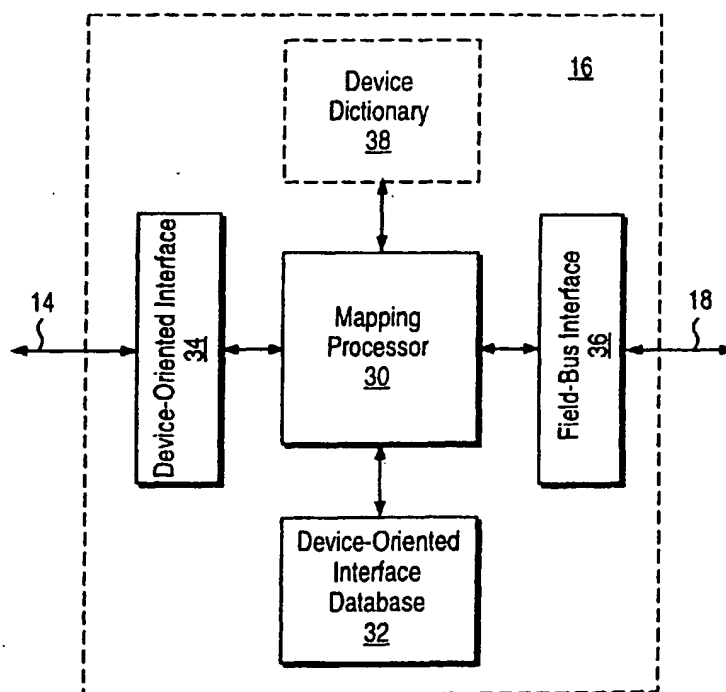 16
Device
Dictionary
38
14
Device-Oriented Interface
34
Mapping
Processor
30
Field-Bus Interface
36
18
Device-Oriented
Interface
Database
32